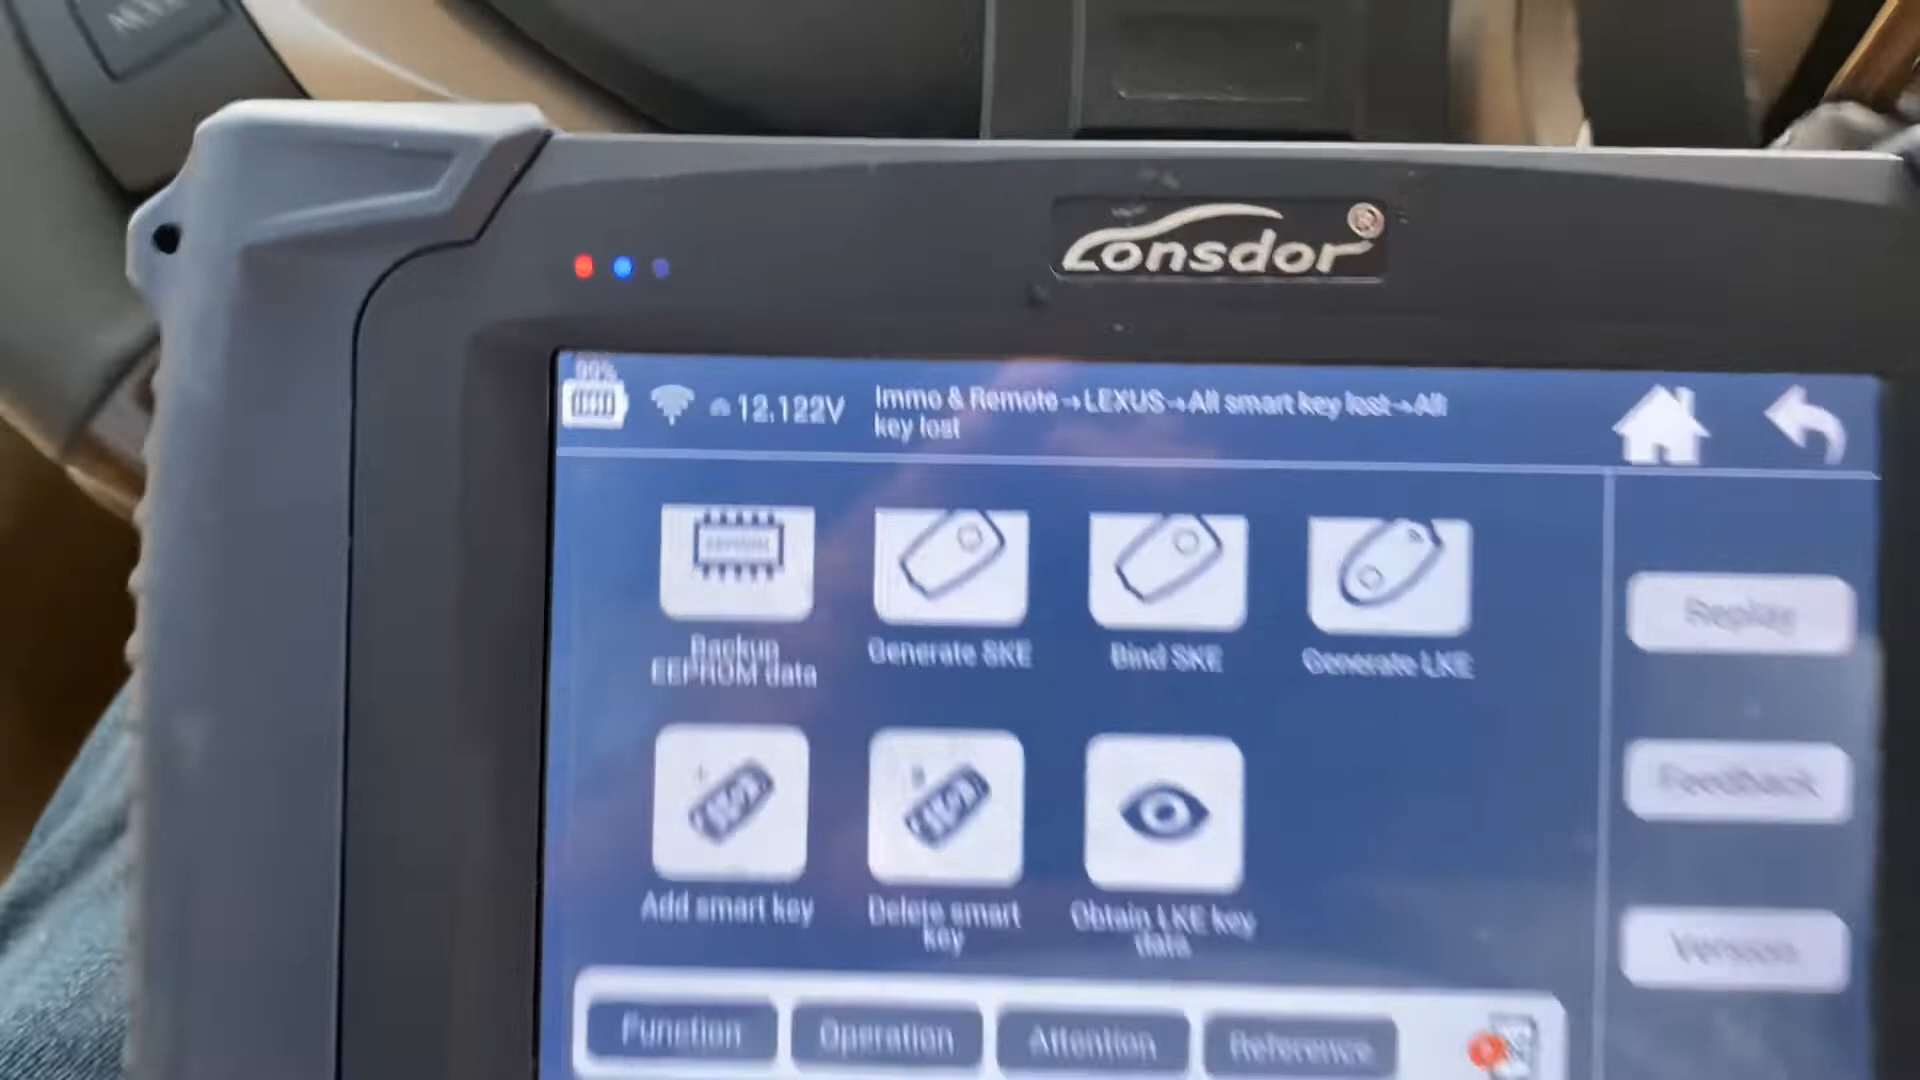 Lonsdor
99%
12.122V
Immo & Remote→LEXUS→All smart key lost→All
key lost
Backup
EEPROM data
Generate SKE
Bind SKE
Generate LKE
Replay
Add smart key
Delete smart
key
Obtain LKE key
data
Feedback
Version
Function
Operation
Attention
Reference